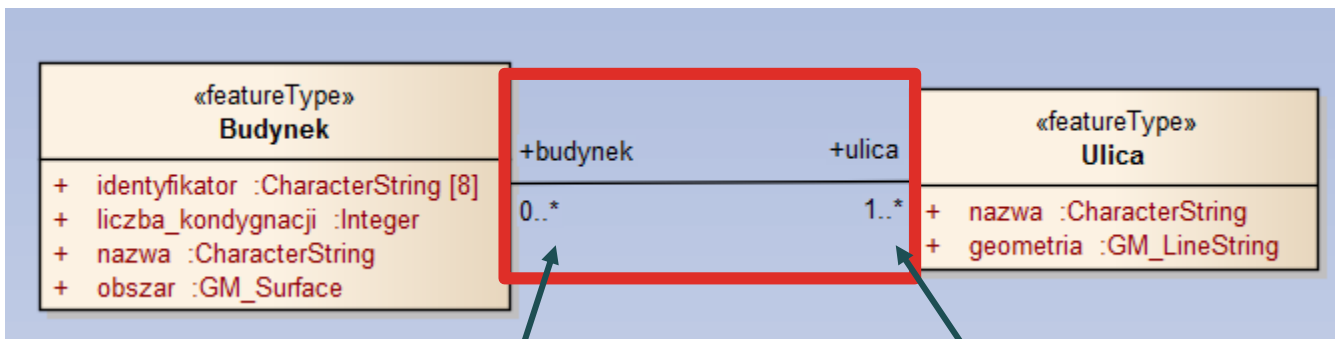 «featureType»
Budynek
+ identyfikator :CharacterString [8]
+ liczba_kondygnacji :Integer
+ nazwa :CharacterString
+ obszar :GM_Surface
+budynek +ulica
0..* 1..*
«featureType»
Ulica
+ nazwa :CharacterString
+ geometria :GM_LineString